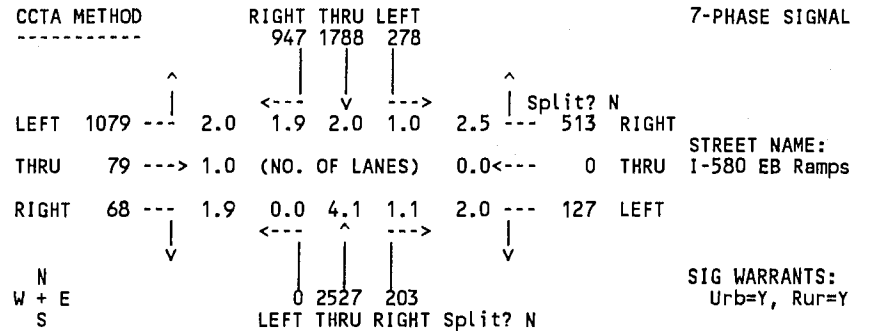 CCTA METHOD RIGHT THRU LEFT 7-PHASE SIGNAL
----------- 947 1788 278
^ ^
<--- v ---> Split? N
LEFT 1079 --- 2.0 1.9 2.0 1.0 2.5 --- 513 RIGHT
STREET NAME:
THRU 79 ---> 1.0 (NO. OF LANES) 0.0<--- 0 THRU I-580 EB Ramps
RIGHT 68 --- 1.9 0.0 4.1 1.1 2.0 --- 127 LEFT
<--- ^ --->
v v
N SIG WARRANTS:
W + E 0 2527 203 Urb=Y, Rur=Y
S LEFT THRU RIGHT Split? N